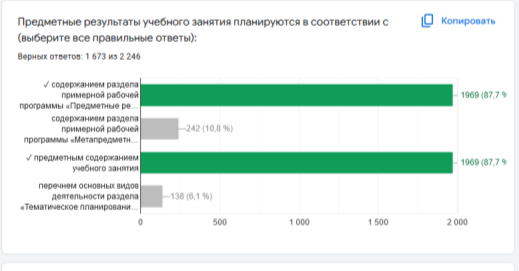 Предметные результаты учебного занятия планируются в соответствии с
Копировать
(выберите все правильные ответы):
Верных ответов: 1 673 из 2 246
✓ содержанием раздела
примерной рабочей
программы «Предметные ре...
1969 (87,7 %
содержанием раздела
примерной рабочей
программы «Метапредметн...
242 (10,8 %)
✓ предметным содержанием
учебного занятия
1969 (87,7 %
перечнем основных видов
деятельности раздела
«Тематическое планировани...
138 (6,1 %)
0 500 1 000 1 500 2 000